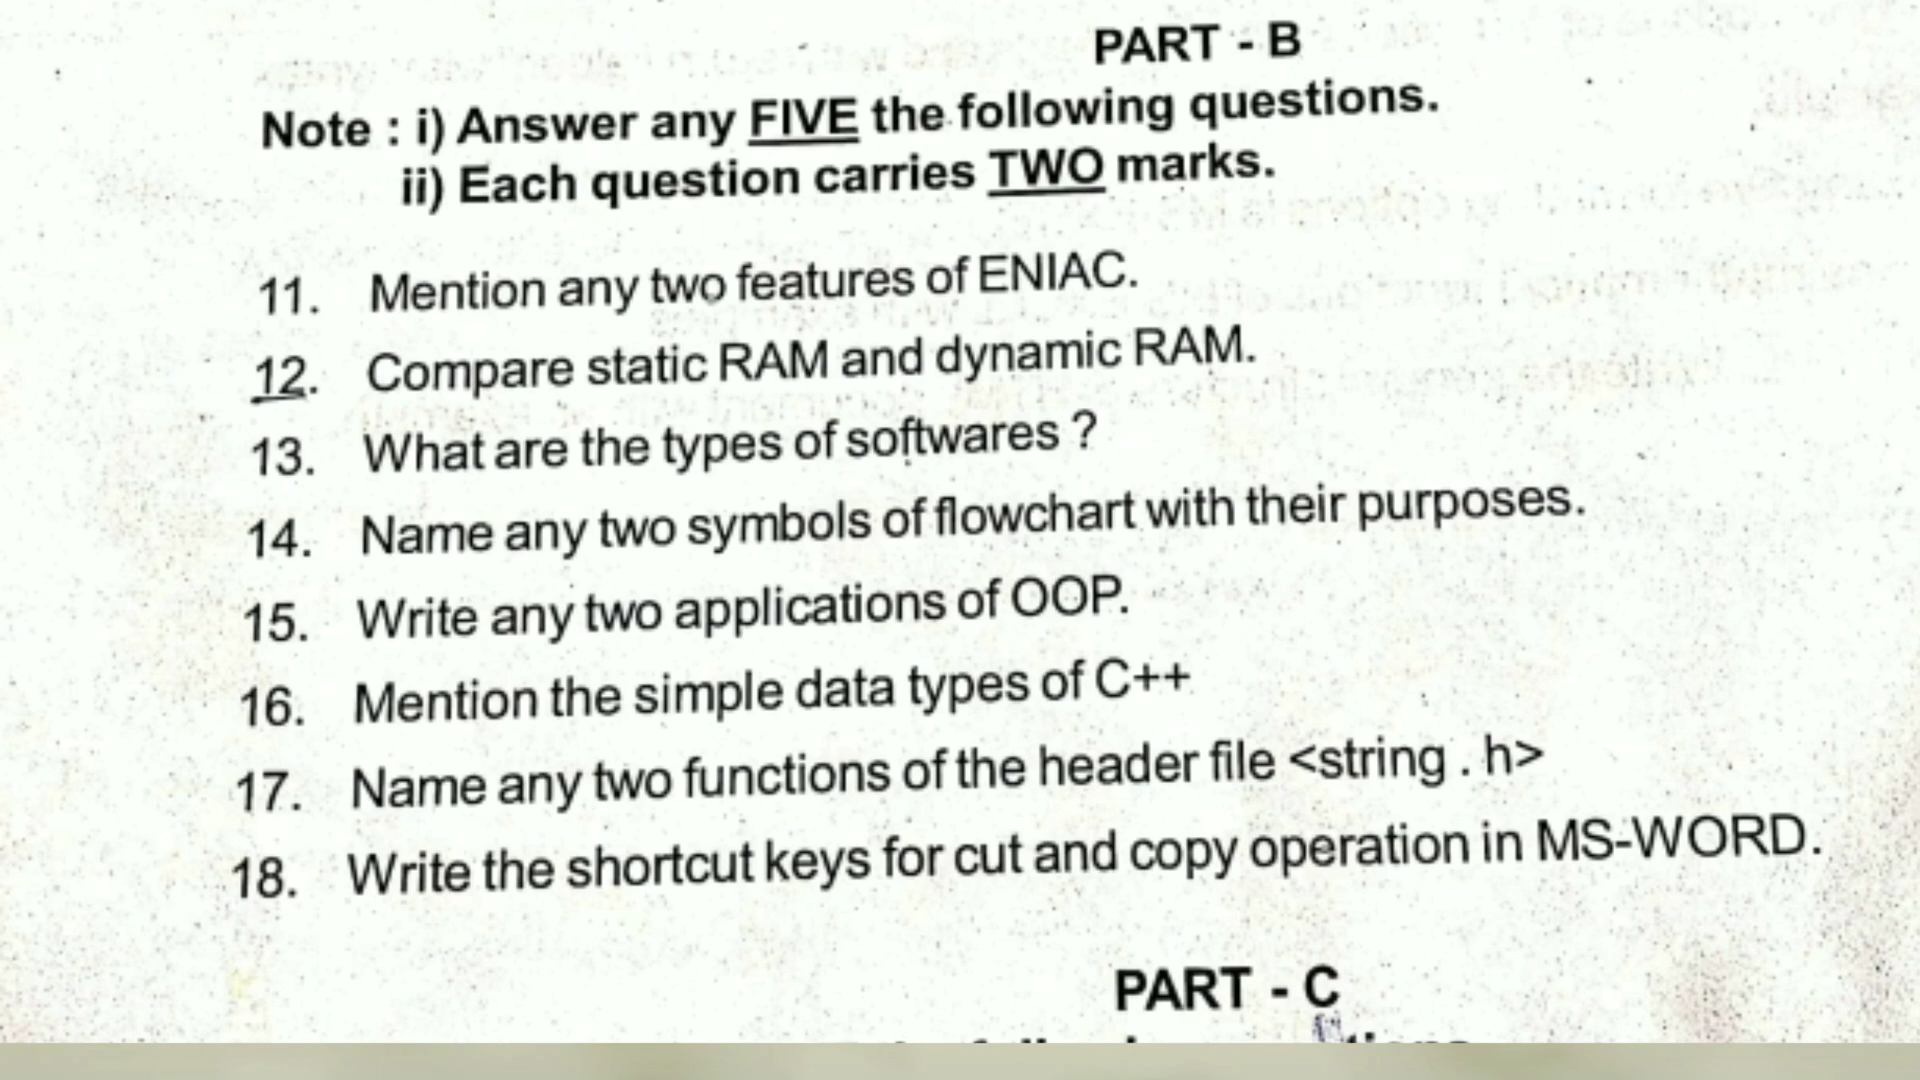 PART - B
Note : i) Answer any FIVE the following questions.
ii) Each question carries TWO marks.
11. Mention any two features of ENIAC.
12. Compare static RAM and dynamic RAM.
13. What are the types of softwares ?
14. Name any two symbols of flowchart with their purposes.
15. Write any two applications of OOP.
16. Mention the simple data types of C++
17. Name any two functions of the header file <string . h>
18. Write the shortcut keys for cut and copy operation in MS-WORD.
PART - C